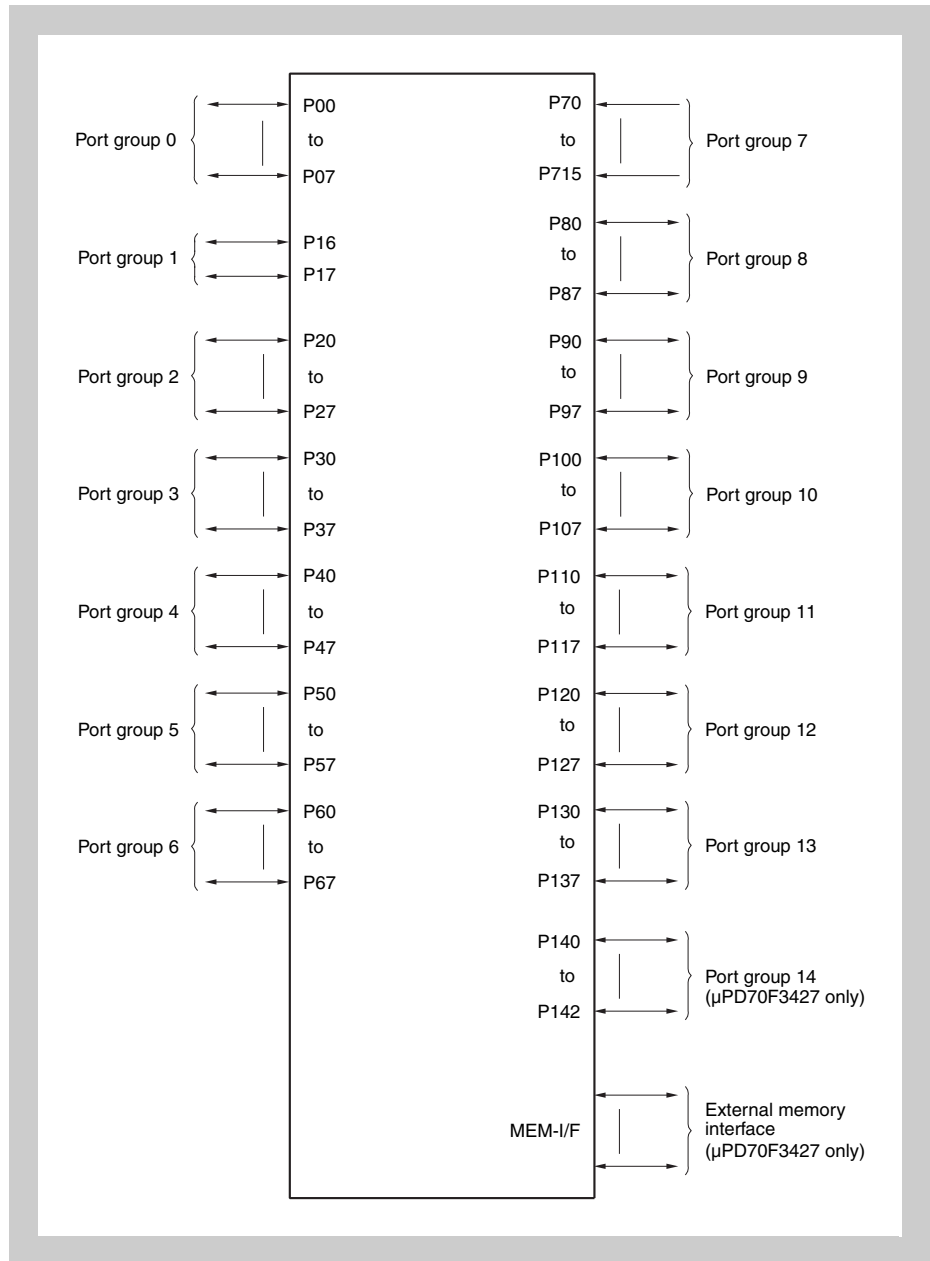 Port group 0
P00
to
P07
Port group 1
P16
P17
Port group 2
P20
to
P27
Port group 3
P30
to
P37
Port group 4
P40
to
P47
Port group 5
P50
to
P57
Port group 6
P60
to
P67
P70
to
P715
Port group 7
P80
to
P87
Port group 8
P90
to
P97
Port group 9
P100
to
P107
Port group 10
P110
to
P117
Port group 11
P120
to
P127
Port group 12
P130
to
P137
Port group 13
P140
to
P142
Port group 14
(µPD70F3427 only)
MEM-I/F
External memory
interface
(µPD70F3427 only)